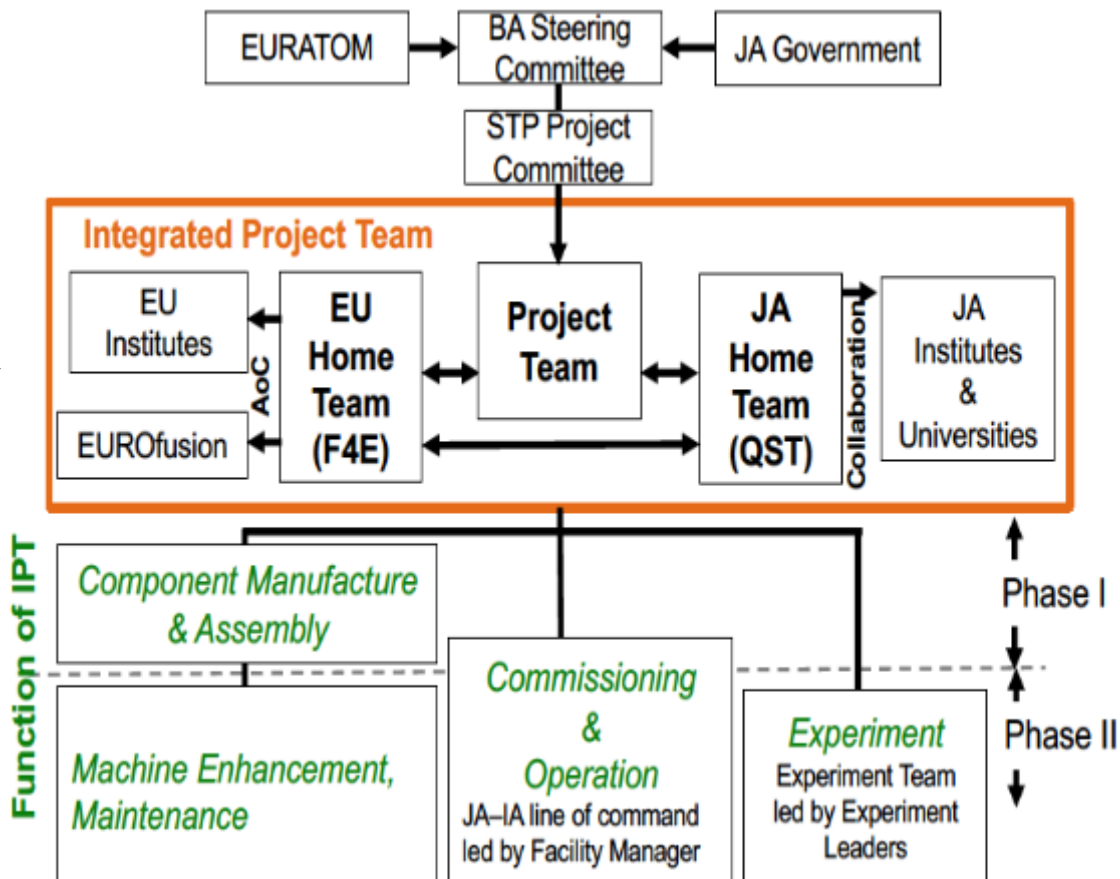 EURATOM
BA Steering
Committee
JA Government
STP Project
Committee
Integrated Project Team
EU
Institutes
EUROfusion
AoC
EU
Home
Team
(F4E)
Project
Team
JA
Home
Team
(QST)
Collaboration
JA
Institutes
&
Universities
Function of IPT
Component Manufacture
& Assembly
Phase I
Machine Enhancement,
Maintenance
Commissioning
&
Operation
JA–IA line of command
led by Facility Manager
Experiment
Experiment Team
led by Experiment
Leaders
Phase II